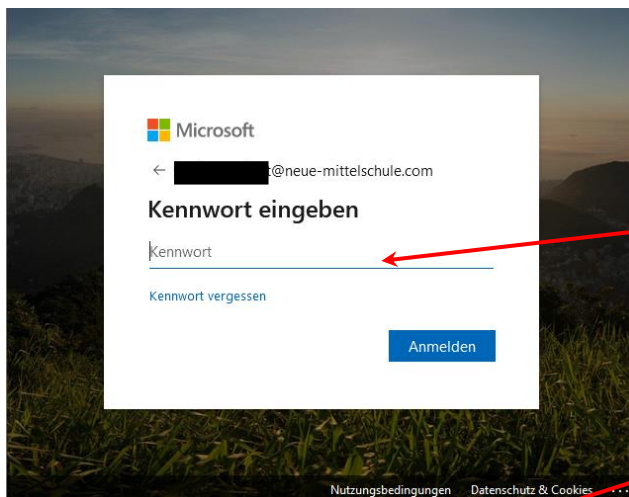 Microsoft
@neue-mittelschule.com
Kennwort eingeben
Kennwort
Kennwort vergessen
Anmelden
Nutzungsbedingungen Datenschutz & Cookies ...